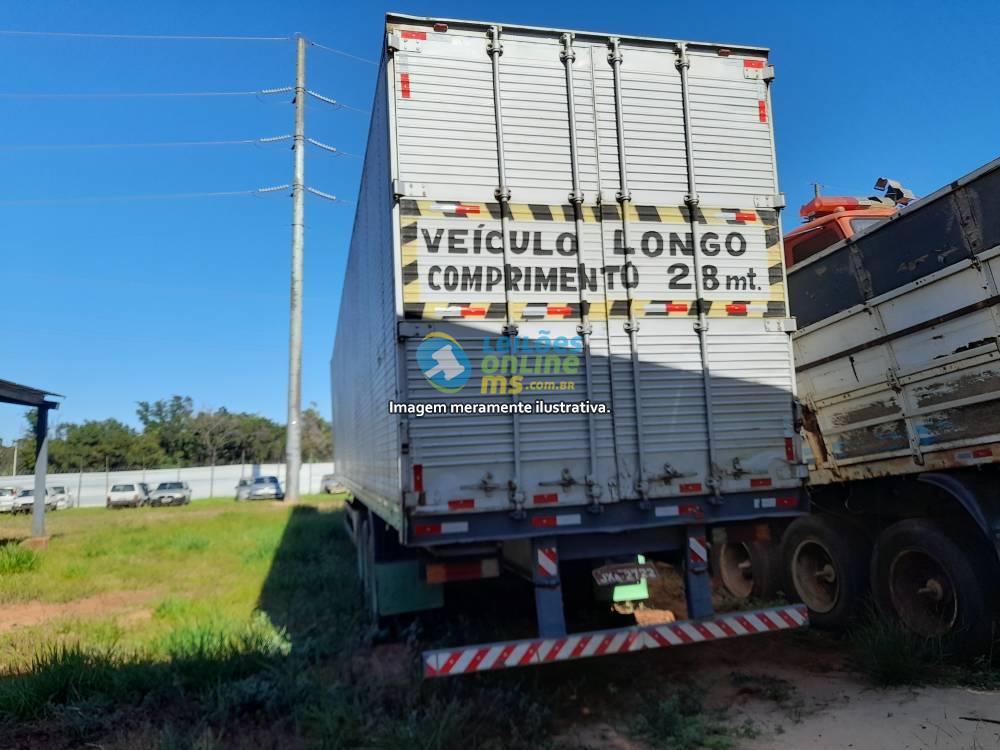 VEÍCULO LONGO
COMPRIMENTO 28 mt.
LEILÕES
ONLINE
MS.COM.BR
Imagem meramente ilustrativa.